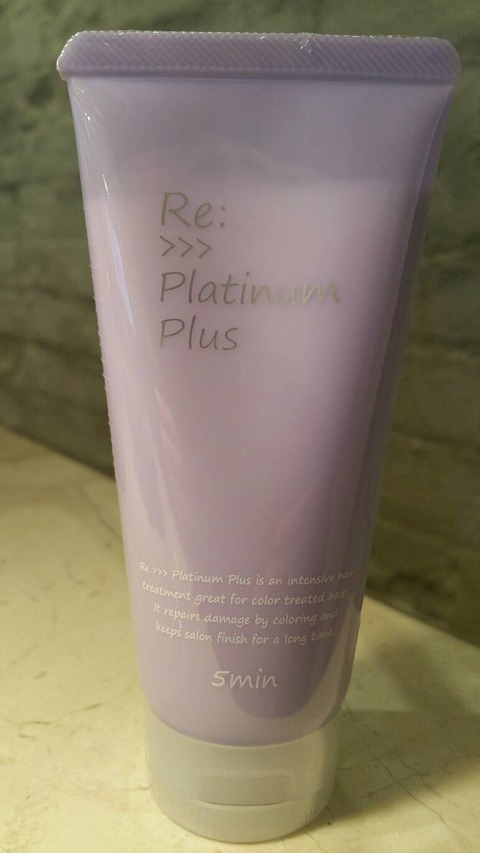 Re:
>>>
Platinum
Plus
Re:>>> Platinum Plus is an intensive hair
treatment great for color treated hair.
It repairs damage by coloring and
keeps salon finish for a long time
5min